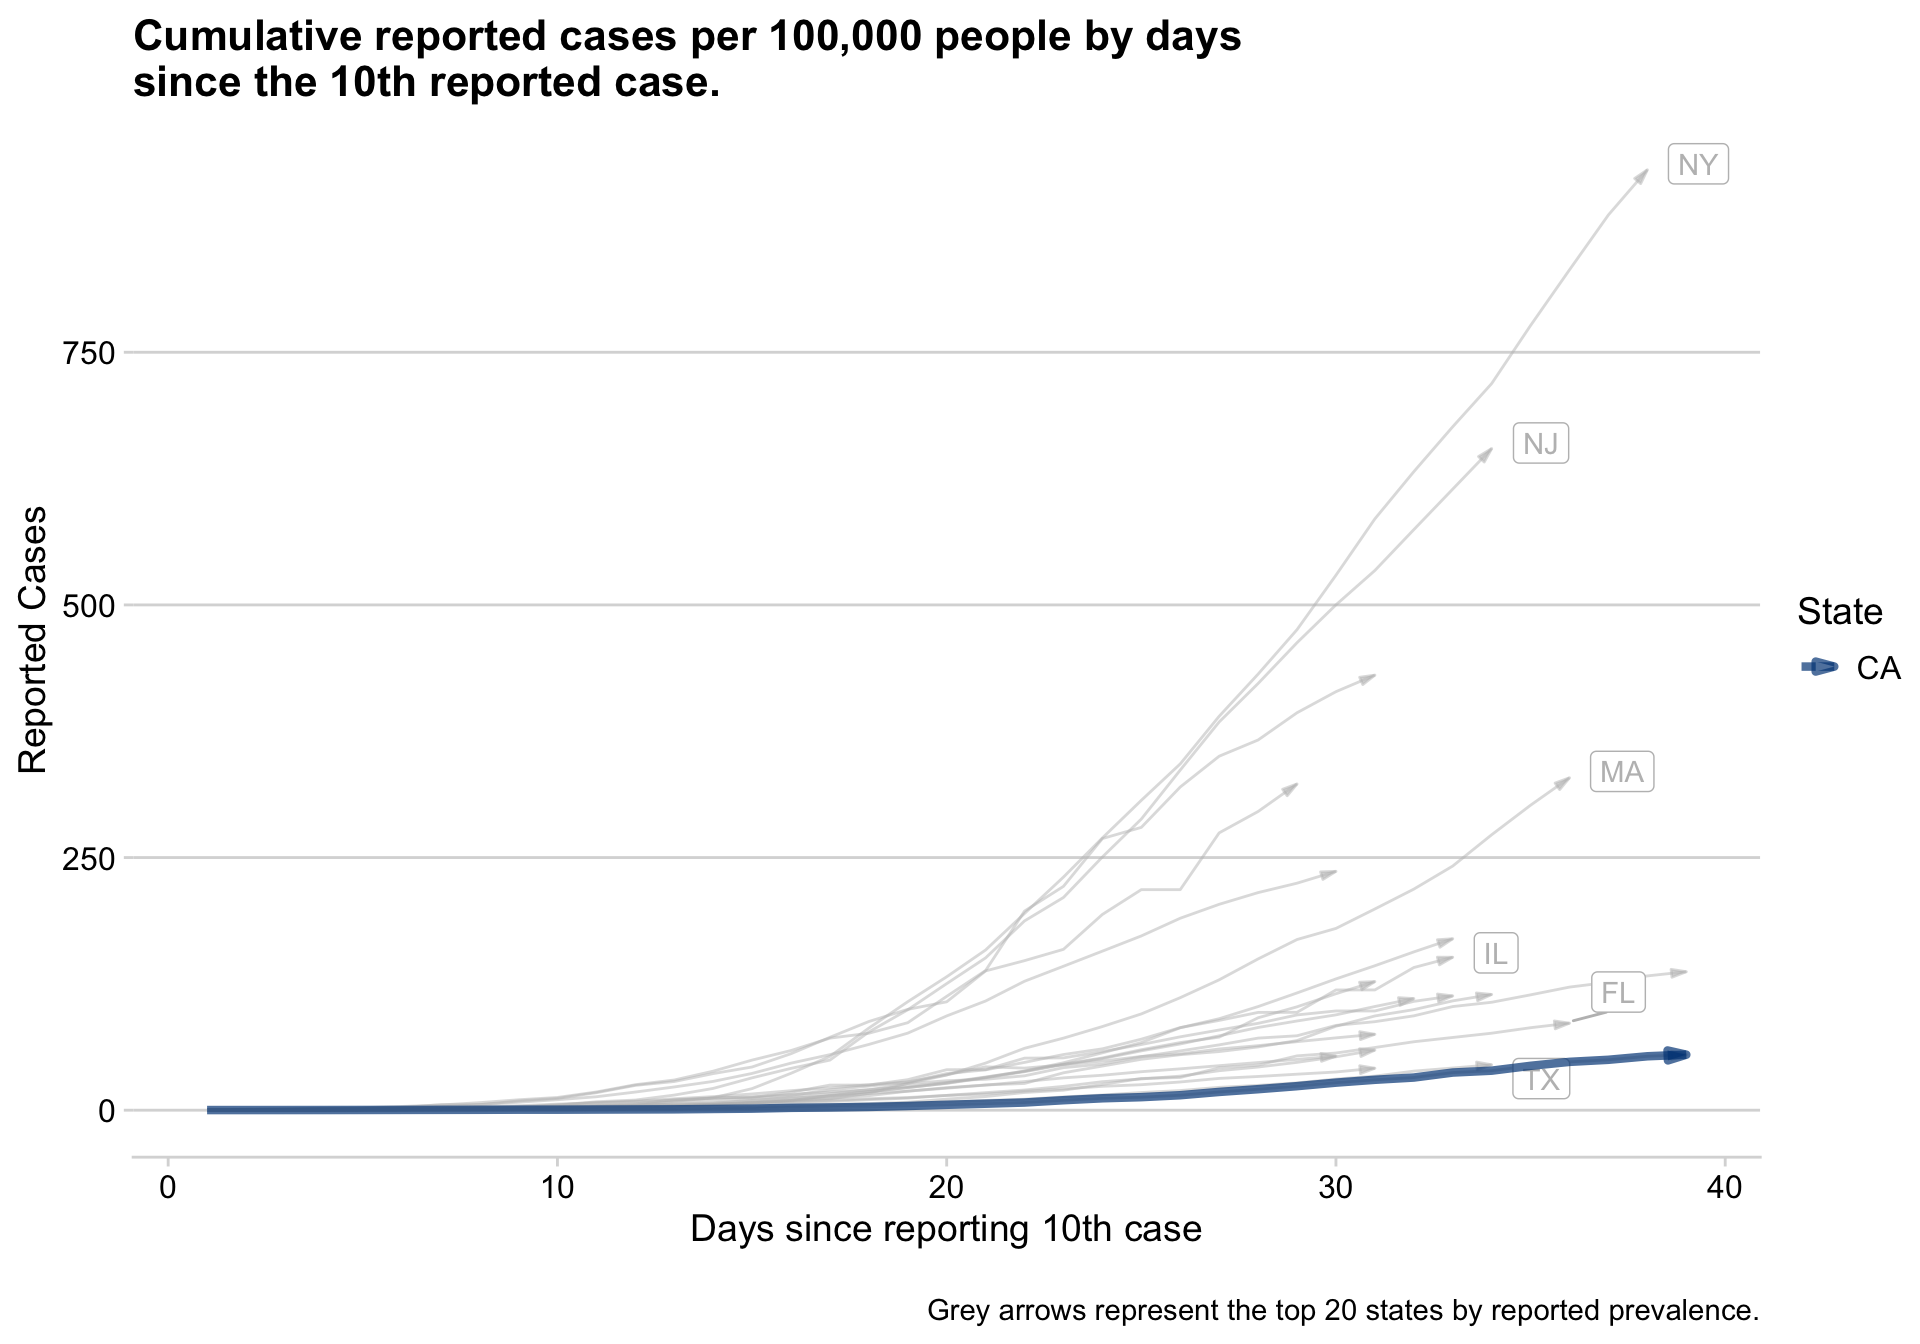 Cumulative reported cases per 100,000 people by days
since the 10th reported case.
NY
750
NJ
Reported Cases
500
State
CA
MA
250
IL
FL
TX
0
0 10 20 30 40
Days since reporting 10th case
Grey arrows represent the top 20 states by reported prevalence.